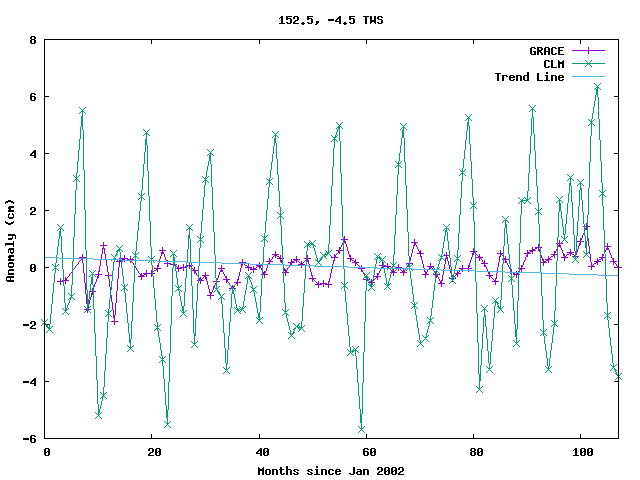 152.5, -4.5 TWS
GRACE
CLM
Trend Line
8
6
4
2
0
-2
-4
-6
Anomaly (cm)
0 20 40 60 80 100
Months since Jan 2002